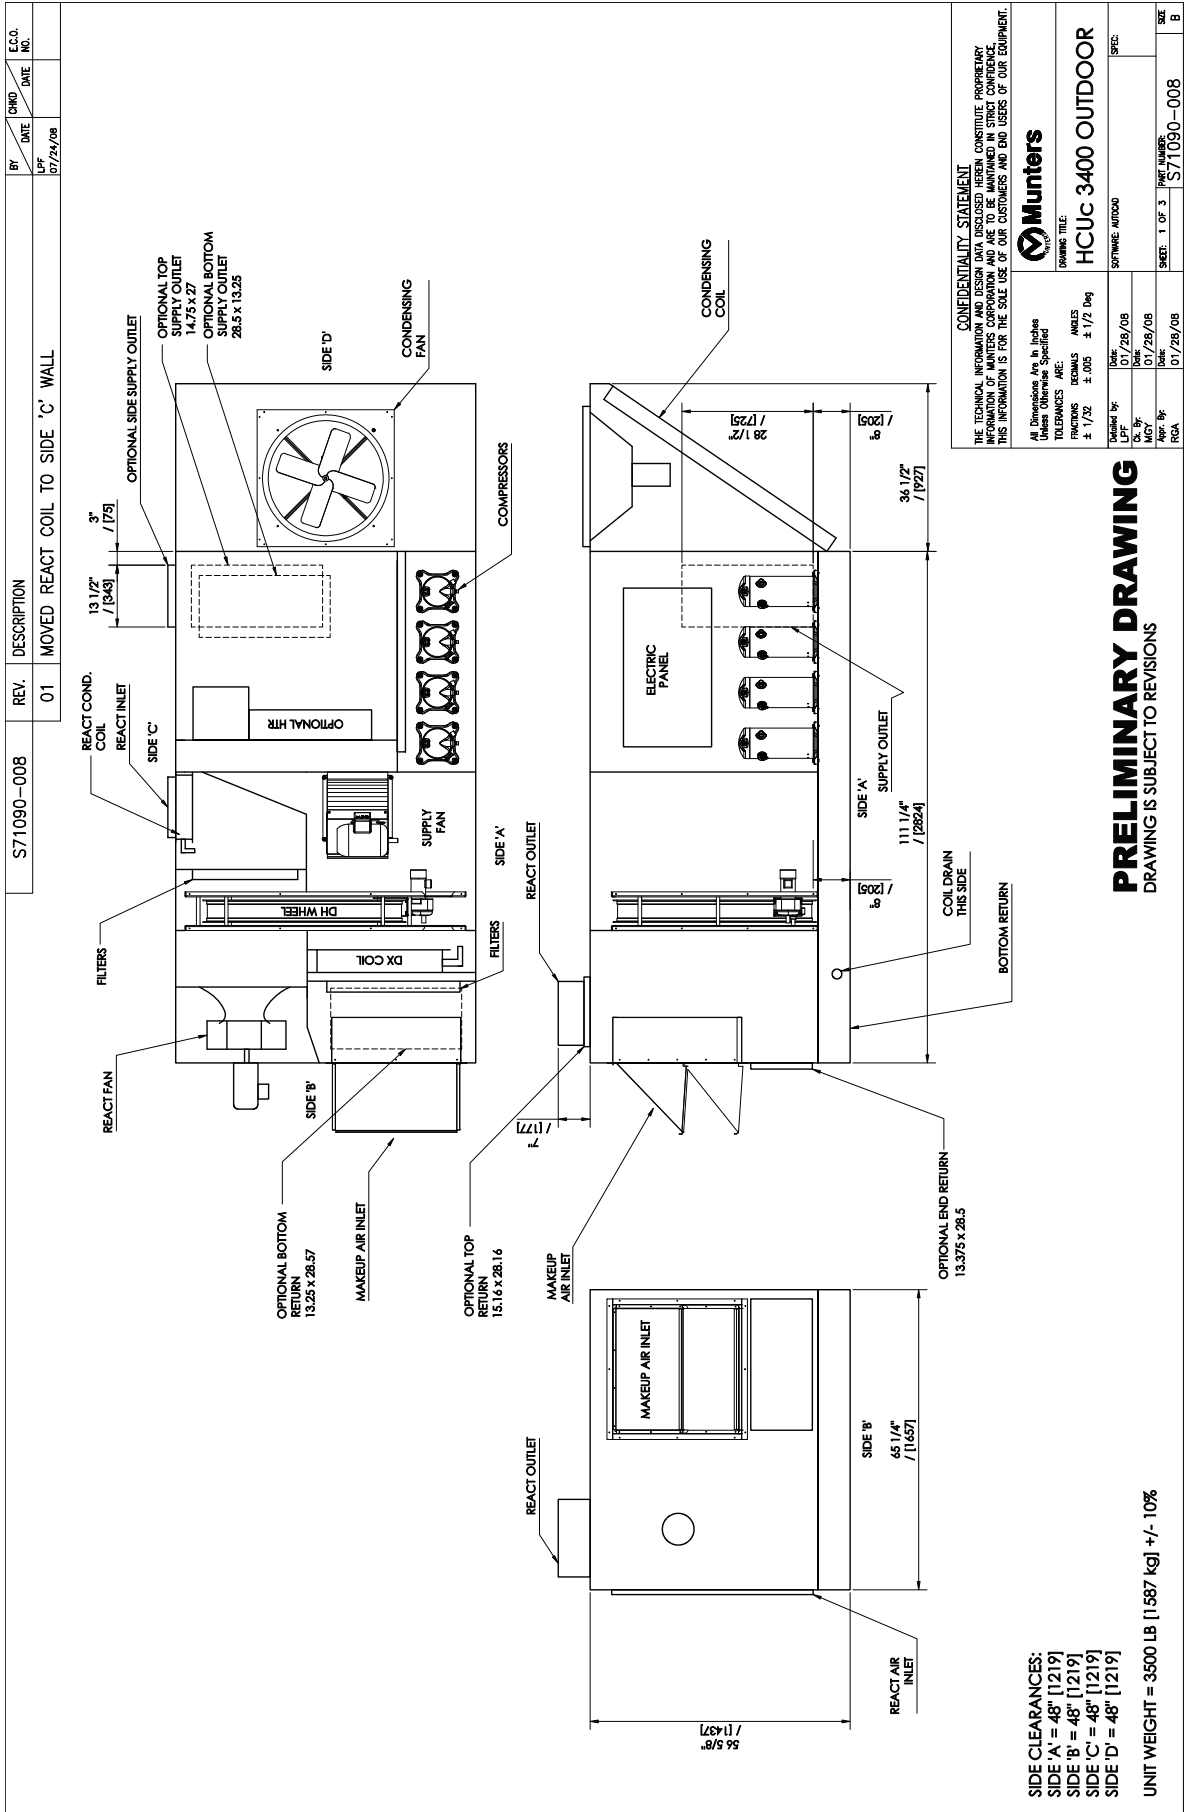 S71090-008
REV.
DESCRIPTION
BY
DATE
CHKD
DATE
E.C.O.
NO.
01
MOVED REACT COIL TO SIDE 'C' WALL
LPF
07/24/08
REACT COND.
COIL
REACT INLET
SIDE 'C'
13 1/2"
/ [343]
3"
/ [75]
OPTIONAL SIDE SUPPLY OUTLET
OPTIONAL TOP
SUPPLY OUTLET
14.75 x 27
OPTIONAL BOTTOM
SUPPLY OUTLET
28.5 x 13.25
SIDE 'D'
CONDENSING
FAN
COMPRESSORS
FILTERS
REACT FAN
OPTIONAL HTR
DH WHEEL
DX COIL
SUPPLY
FAN
SIDE 'A'
FILTERS
SIDE 'B'
OPTIONAL BOTTOM
RETURN
13.25 x 28.57
MAKEUP AIR INLET
OPTIONAL TOP
RETURN
15.16 x 28.16
MAKEUP
AIR INLET
7"
/ [177]
REACT OUTLET
ELECTRIC
PANEL
CONDENSING
COIL
28 1/2"
/ [725]
8"
/ [205]
36 1/2"
/ [927]
SIDE 'A'
SUPPLY OUTLET
111 1/4"
/ [2824]
8"
/ [205]
COIL DRAIN
THIS SIDE
BOTTOM RETURN
OPTIONAL END RETURN
13.375 x 28.5
REACT OUTLET
MAKEUP AIR INLET
SIDE 'B'
65 1/4"
/ [1657]
REACT AIR
INLET
56 5/8"
/ [1437]
SIDE CLEARANCES:
SIDE 'A' = 48" [1219]
SIDE 'B' = 48" [1219]
SIDE 'C' = 48" [1219]
SIDE 'D' = 48" [1219]
UNIT WEIGHT = 3500 LB [1587 kg] +/- 10%
PRELIMINARY DRAWING
DRAWING IS SUBJECT TO REVISIONS
CONFIDENTIALITY STATEMENT
THE TECHNICAL INFORMATION AND DESIGN DATA DISCLOSED HEREIN CONSTITUTE PROPRIETARY
INFORMATION OF MUNTERS CORPORATION AND ARE TO BE MAINTAINED IN STRICT CONFIDENCE.
THIS INFORMATION IS FOR THE SOLE USE OF OUR CUSTOMERS AND END USERS OF OUR EQUIPMENT.
All Dimensions Are In Inches
Unless Otherwise Specified
TOLERANCES ARE:
FRACTIONS DECIMALS ANGLES
± 1/32 ± .005 ± 1/2 Deg
Munters
DRAWING TITLE:
HCUc 3400 OUTDOOR
Detailed by:
LPF
Date:
01/28/08
Ck. By:
MGY
Date:
01/28/08
Appr. By:
RGA
Date:
01/28/08
SOFTWARE: AUTOCAD
SPEC:
SHEET: 1 OF 3
PART NUMBER:
S71090-008
SIZE
B